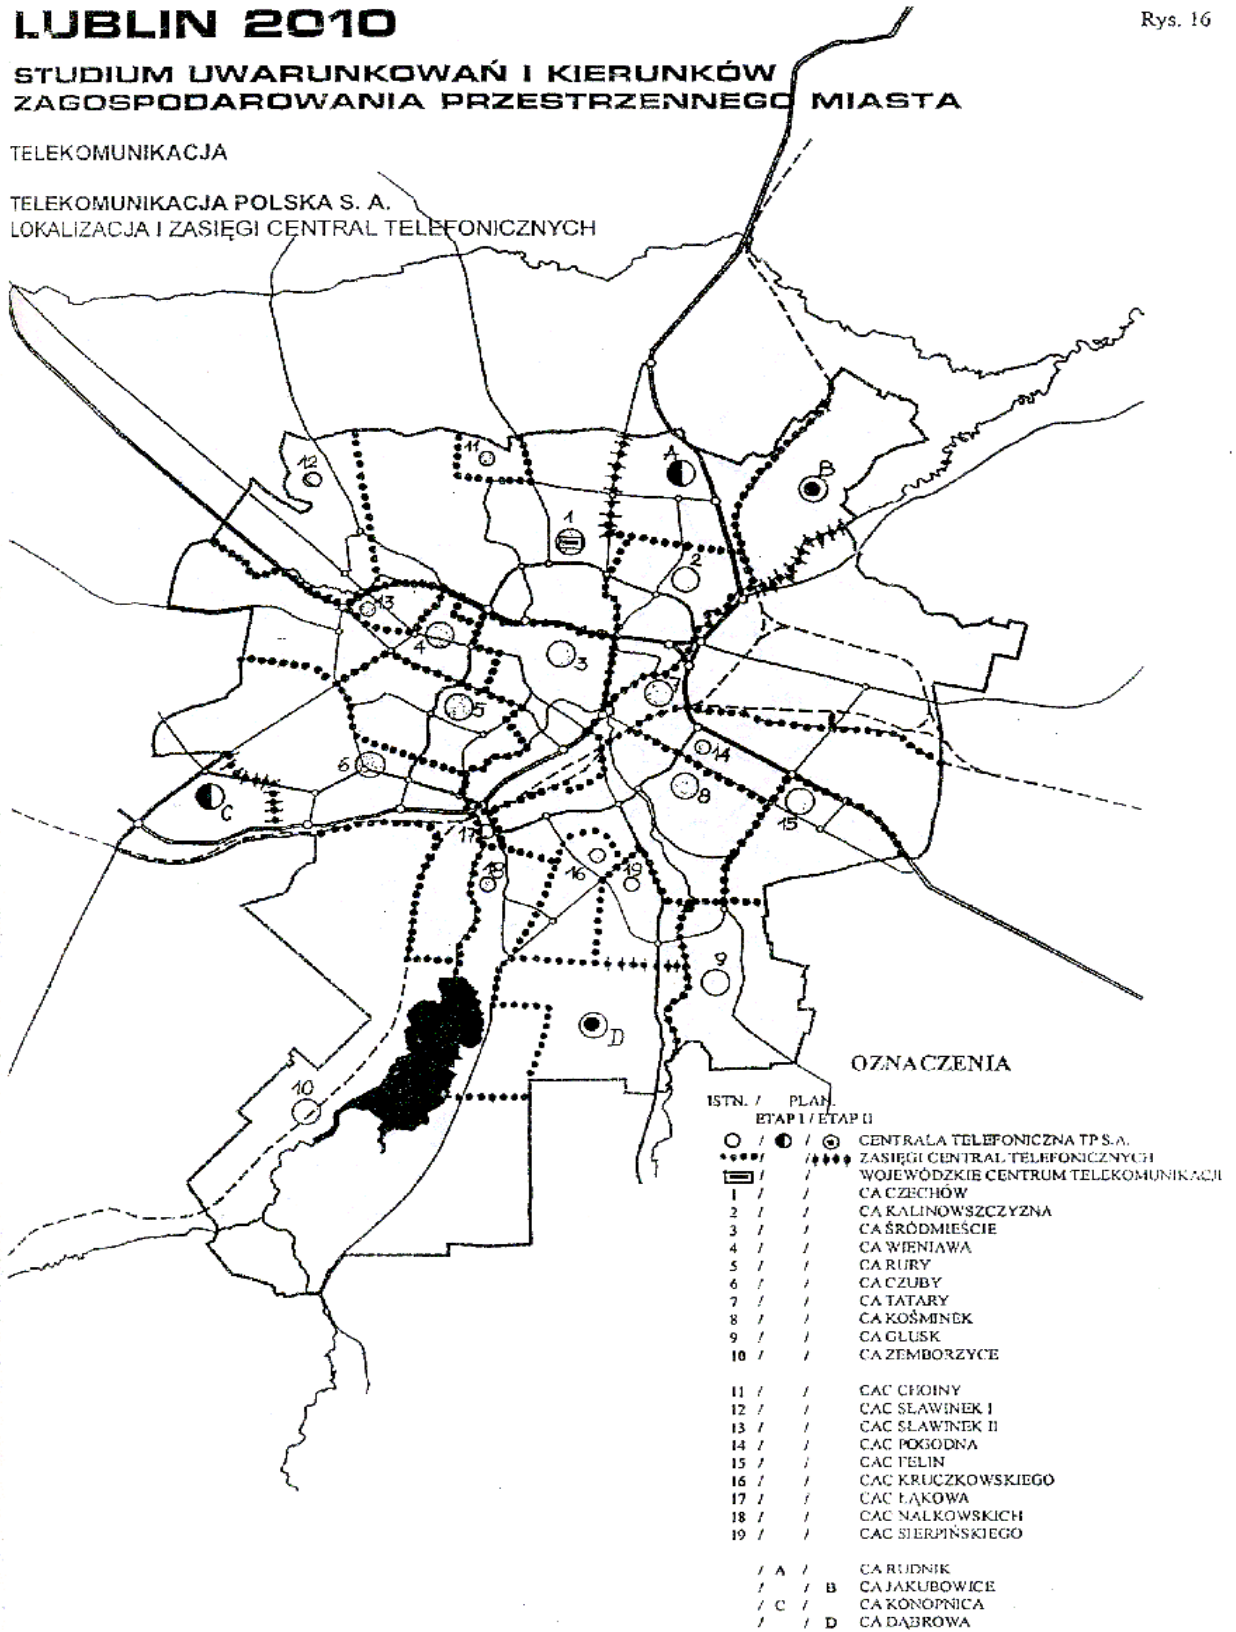 LUBLIN 2010
Rys. 16
STUDIUM UWARUNKOWAŃ I KIERUNKÓW
ZAGOSPODAROWANIA PRZESTRZENNEGO MIASTA
TELEKOMUNIKACJA
TELEKOMUNIKACJA POLSKA S. A.
LOKALIZACJA I ZASIĘGI CENTRAL TELEFONICZNYCH
11
A
12
B
1
2
13
4
3
7
5
14
6
8
C
15
17
16
18
19
9
D
10
OZNACZENIA
ISTN. / PLAN.
ETAP I / ETAP II
/ / CENTRALA TELEFONICZNA TP S.A.
/ / ZASIĘGI CENTRAL TELEFONICZNYCH
/ / WOJEWÓDZKIE CENTRUM TELEKOMUNIKACJI
1 / / CA CZECHÓW
2 / / CA KALINOWSZCZYZNA
3 / / CA ŚRÓDMIEŚCIE
4 / / CA WIENIAWA
5 / / CA RURY
6 / / CA CZUBY
7 / / CA TATARY
8 / / CA KOŚMINEK
9 / / CA GŁUSK
10 / / CA ZEMBORZYCE
11 / / CAC CHOINY
12 / / CAC SŁAWINEK I
13 / / CAC SŁAWINEK II
14 / / CAC POGODNA
15 / / CAC FELIN
16 / / CAC KRUCZKOWSKIEGO
17 / / CAC ŁĄKOWA
18 / / CAC NAŁKOWSKICH
19 / / CAC SIERPIŃSKIEGO
/ A / CA RUDNIK
/ / B CA JAKUBOWICE
/ C / CA KONOPNICA
/ / D CA DĄBROWA